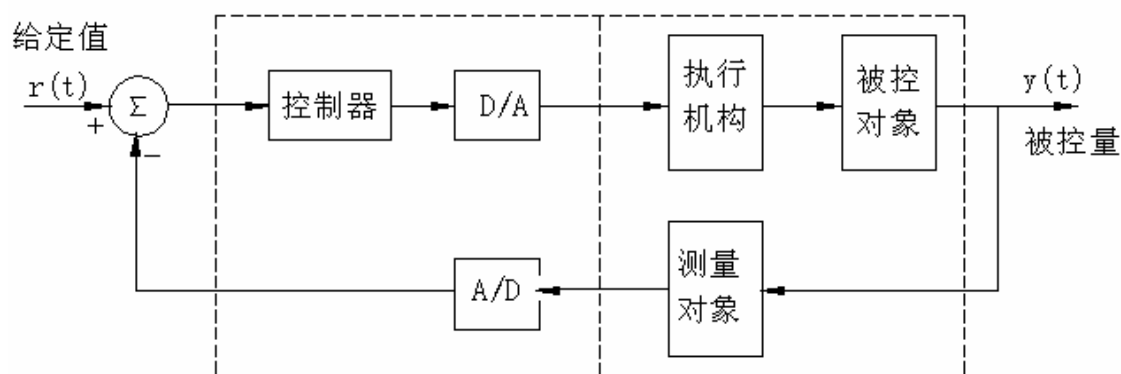 给定值
r(t)
+
Σ
−
控制器
D/A
执行
机构
被控
对象
y(t)
被控量
A/D
测量
对象